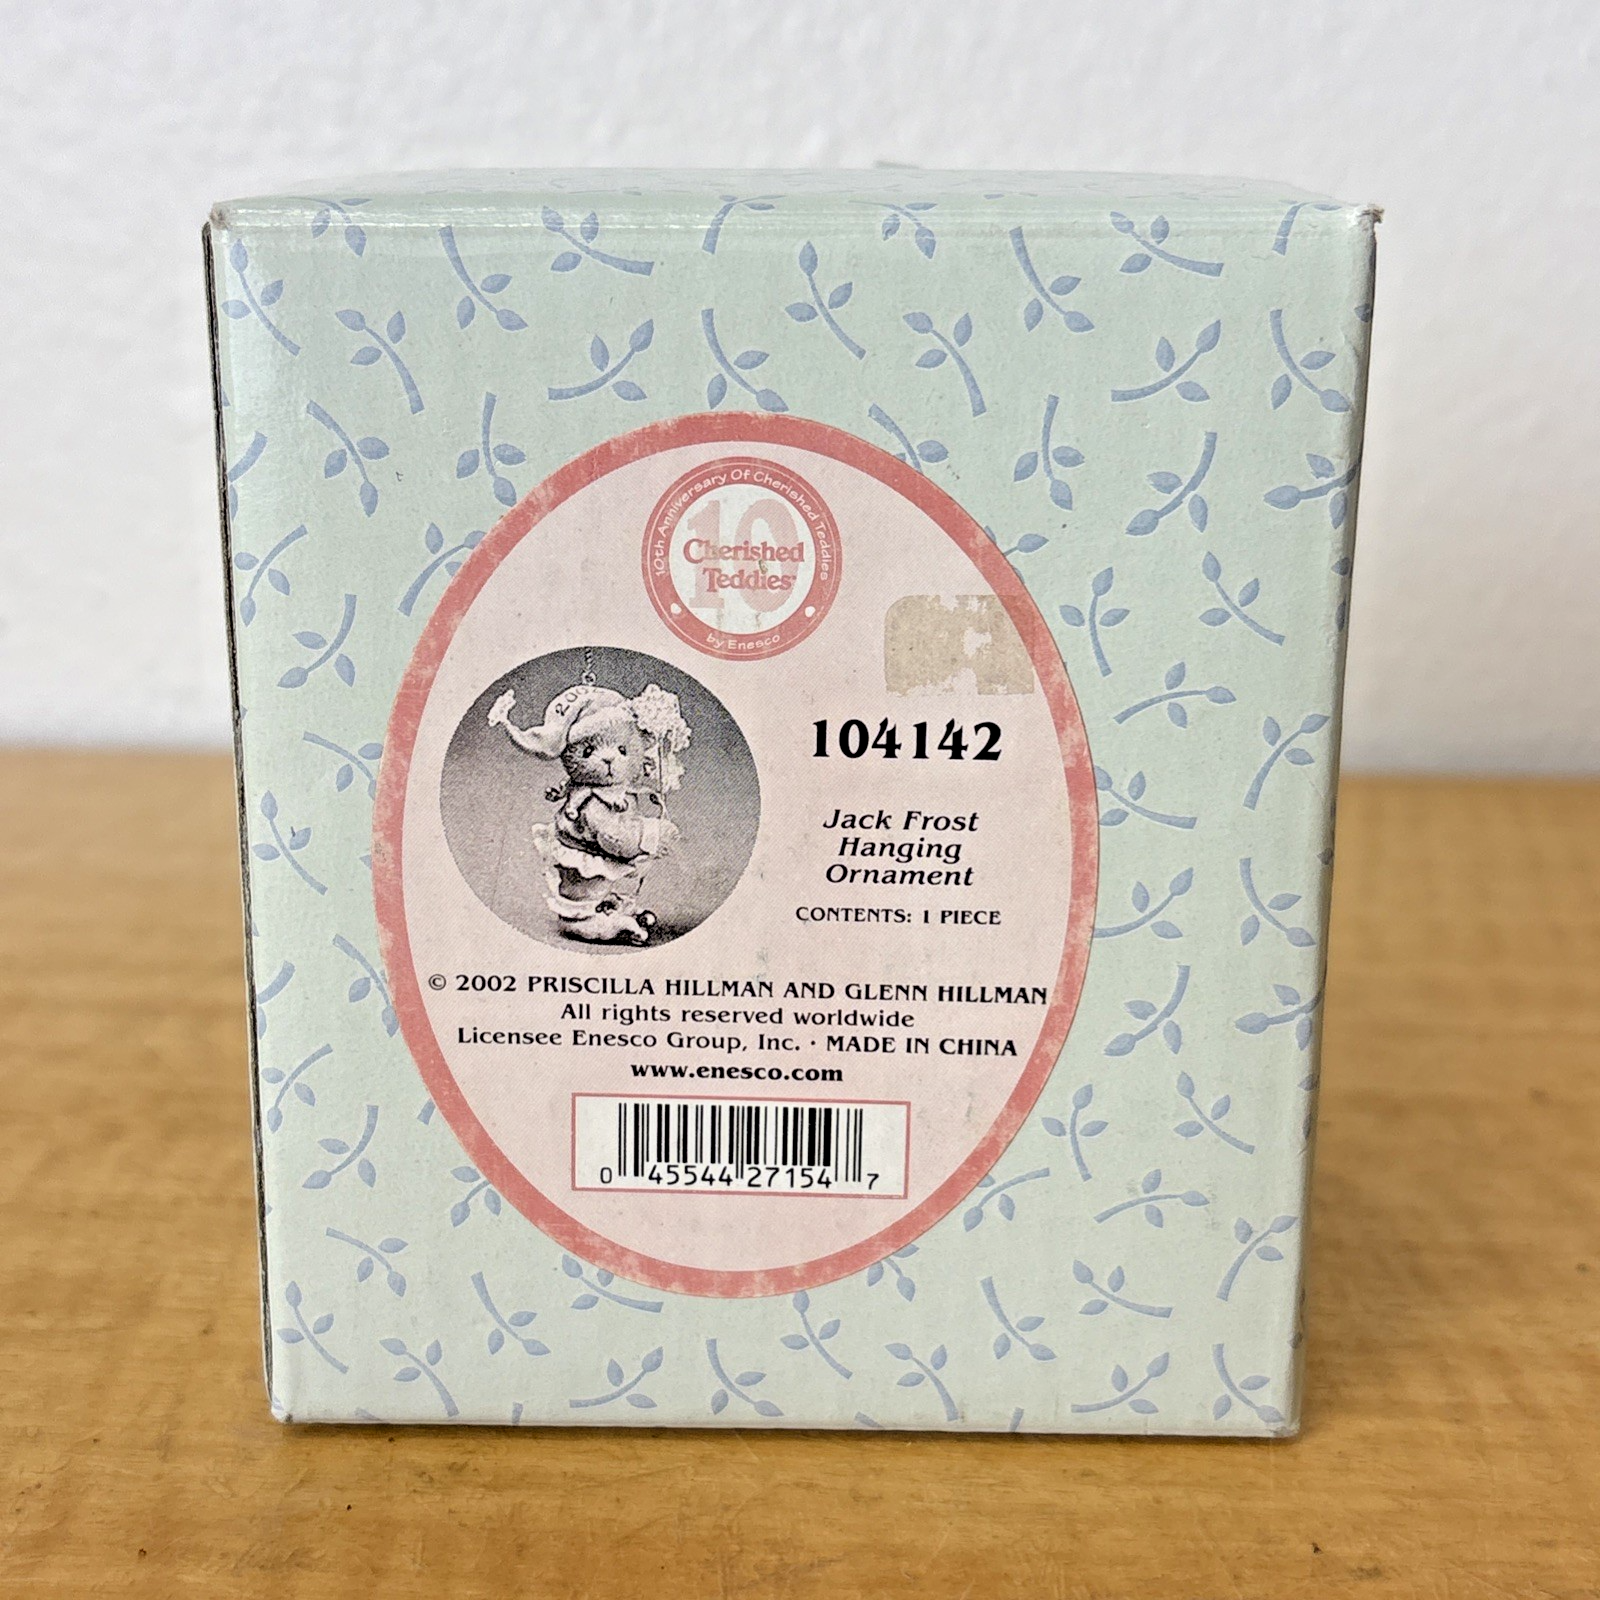 10th Anniversary Of Cherished Teddies
10
Cherished
Teddies
by Enesco
104142
Jack Frost
Hanging
Ornament
CONTENTS: 1 PIECE
© 2002 PRISCILLA HILLMAN AND GLENN HILLMAN
All rights reserved worldwide
Licensee Enesco Group, Inc. · MADE IN CHINA
www.enesco.com
0 45544 27154 7